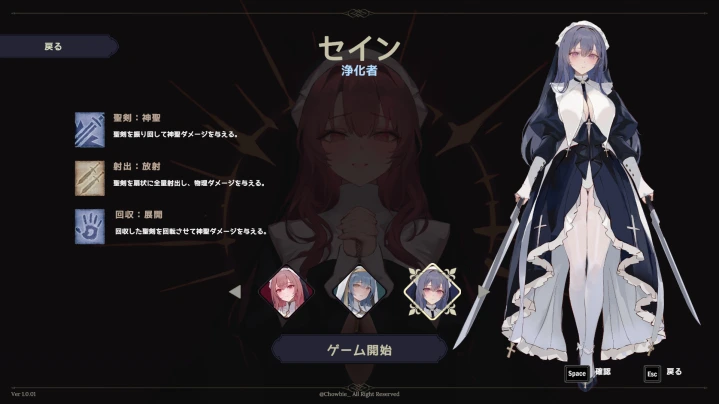 戻る
セイン
浄化者
聖剣：神聖
聖剣を振り回して神聖ダメージを与える。
射出：放射
聖剣を扇状に全量射出し、物理ダメージを与える。
回収：展開
回収した聖剣を回転させて神聖ダメージを与える。
ゲーム開始
Space 確認
Esc 戻る
Ver 1.0.01
@Chowbie_ All Right Reserved